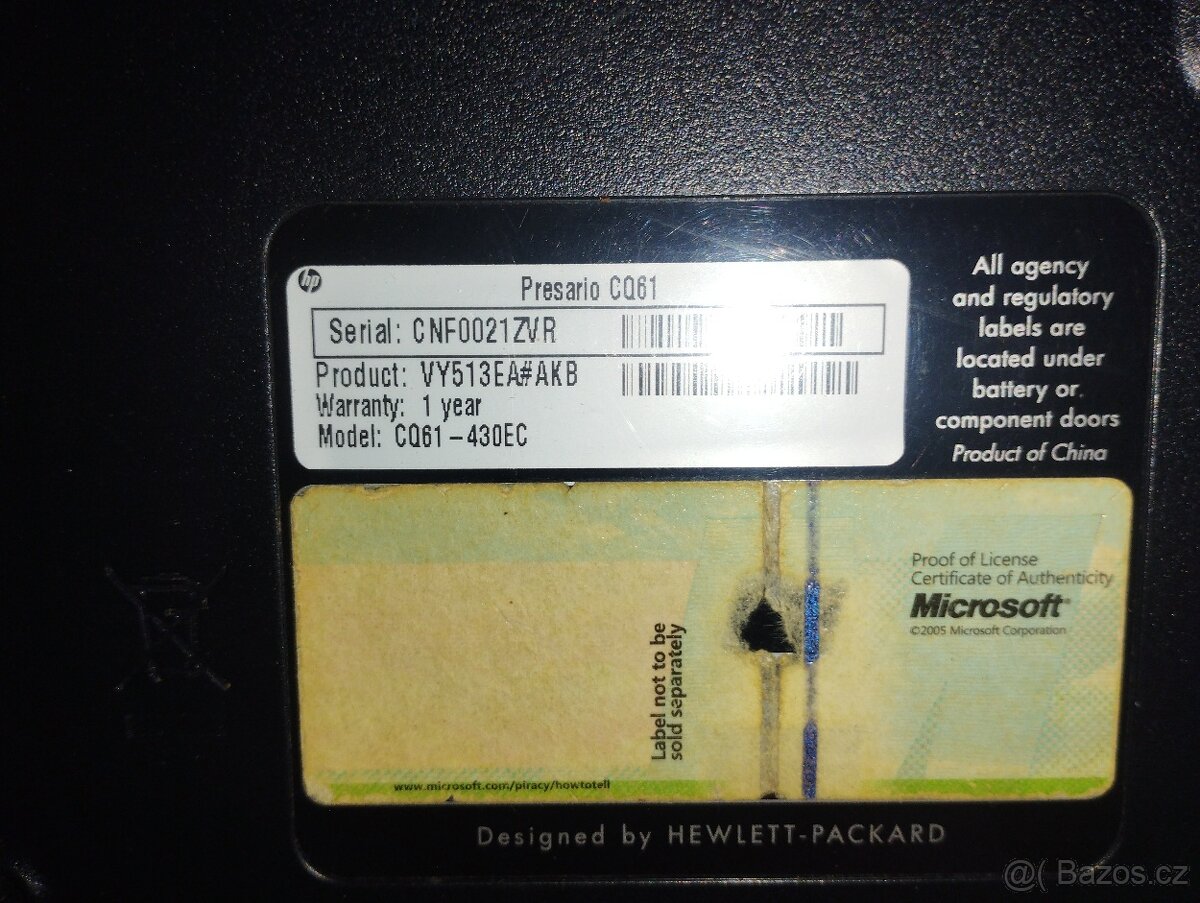 hp
Presario CQ61
Serial: CNF0021ZVR
Product: VY513EA#AKB
Warranty: 1 year
Model: CQ61-430EC
All agency
and regulatory
labels are
located under
battery or
component doors
Product of China
Proof of License
Certificate of Authenticity
Microsoft®
©2005 Microsoft Corporation
Label not to be
sold separately
www.microsoft.com/piracy/howtotell
Designed by HEWLETT-PACKARD
@( Bazos.cz